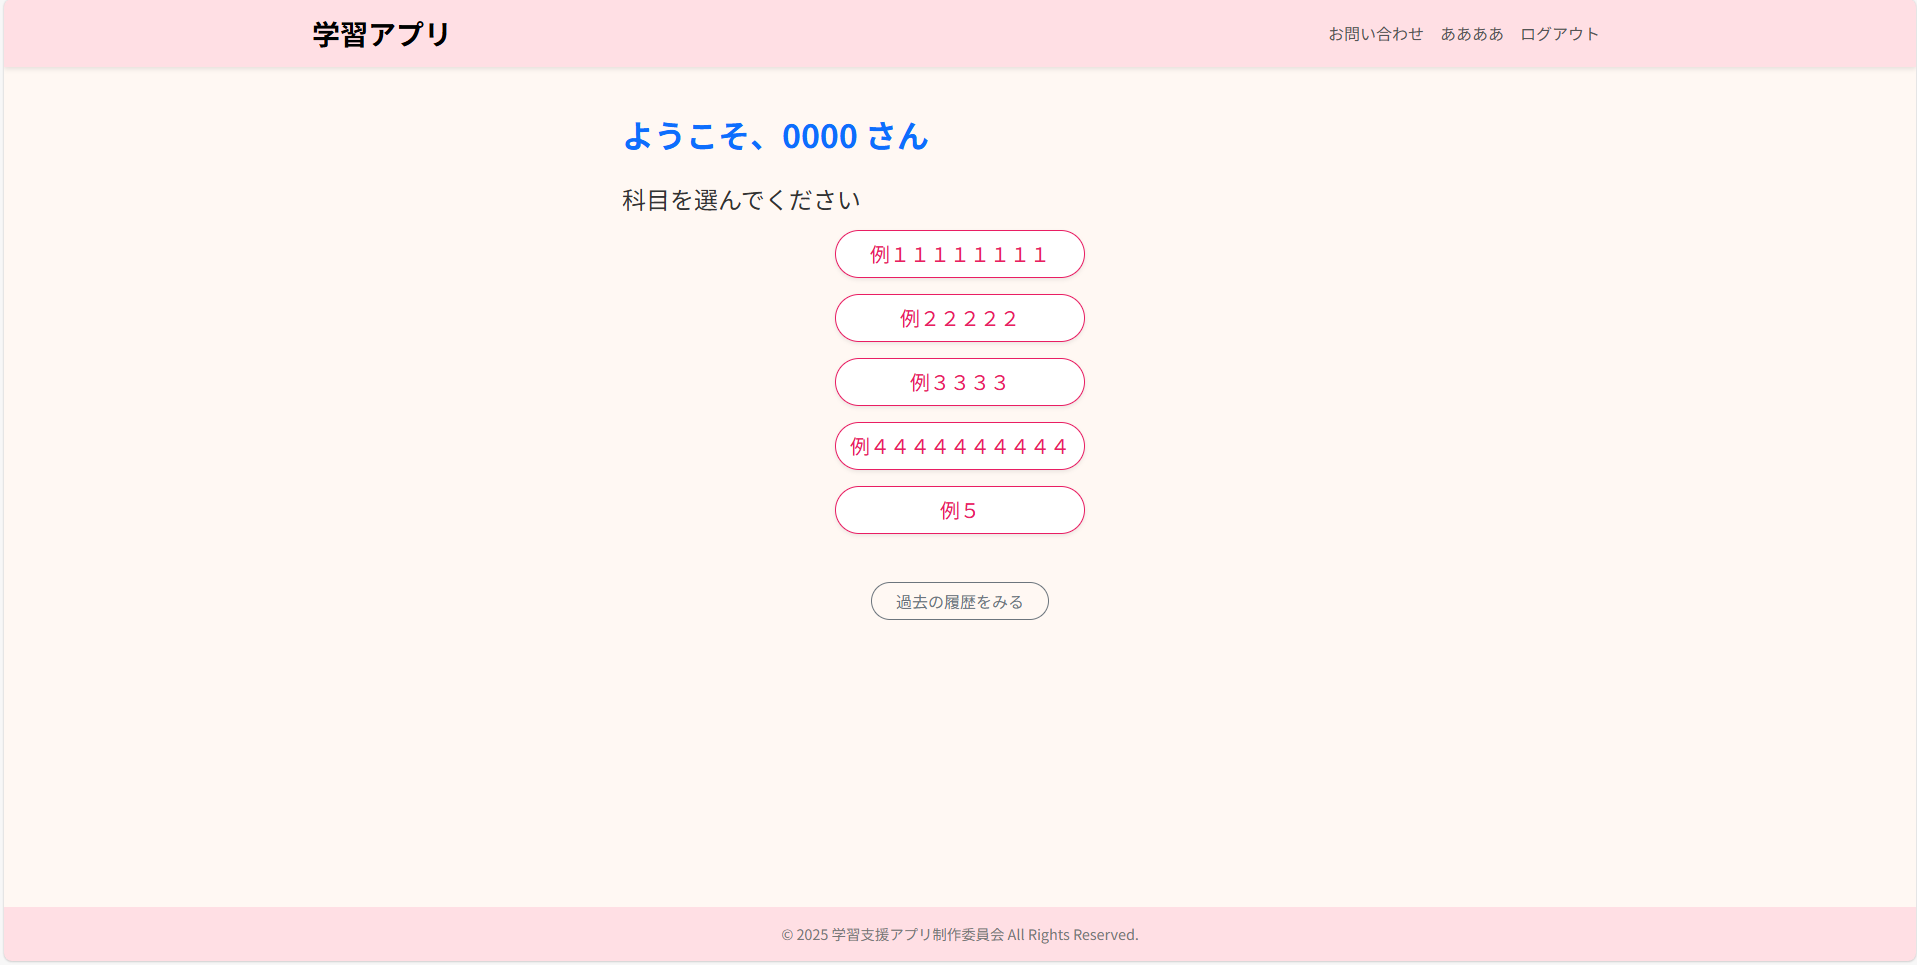 学習アプリ
お問い合わせ ああああ ログアウト
ようこそ、0000 さん
科目を選んでください
例１１１１１１１１
例２２２２２
例３３３３
例４４４４４４４４４４
例５
過去の履歴をみる
© 2025 学習支援アプリ制作委員会 All Rights Reserved.